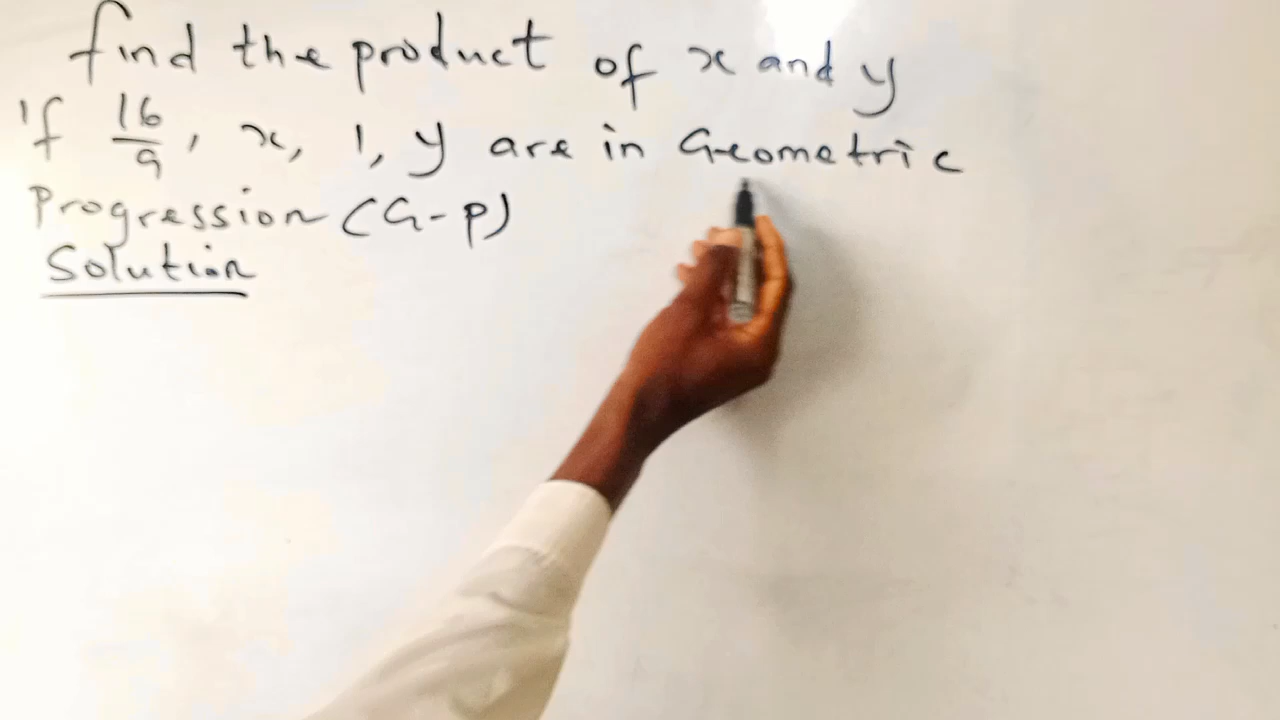 find the product of x and y
If 16/9, x, 1, y are in Geometric
Progression (G-P)
Solution